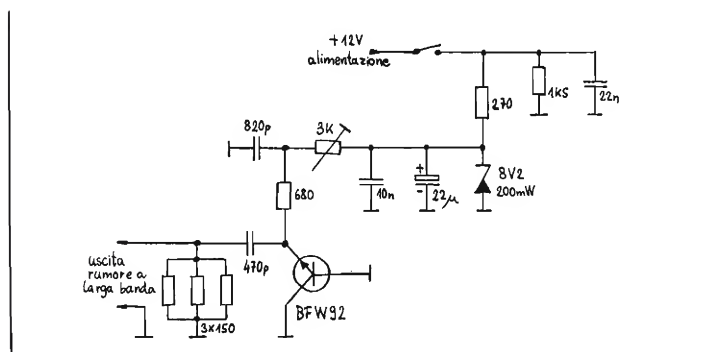 +12V
alimentazione
270
1K5
22n
820p
3K
680
10n
+
-
22µ
8V2
200mW
uscita
rumore a
larga banda
470p
3x150
BFW92